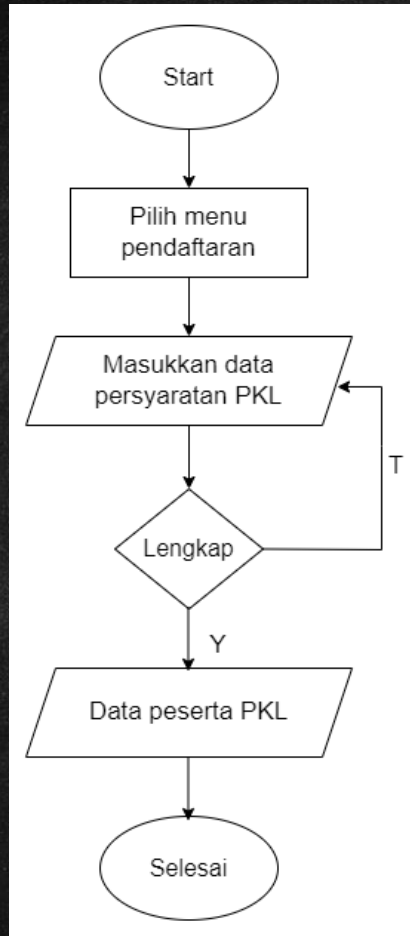 Start
Pilih menu
pendaftaran
Masukkan data
persyaratan PKL
T
Lengkap
Y
Data peserta PKL
Selesai